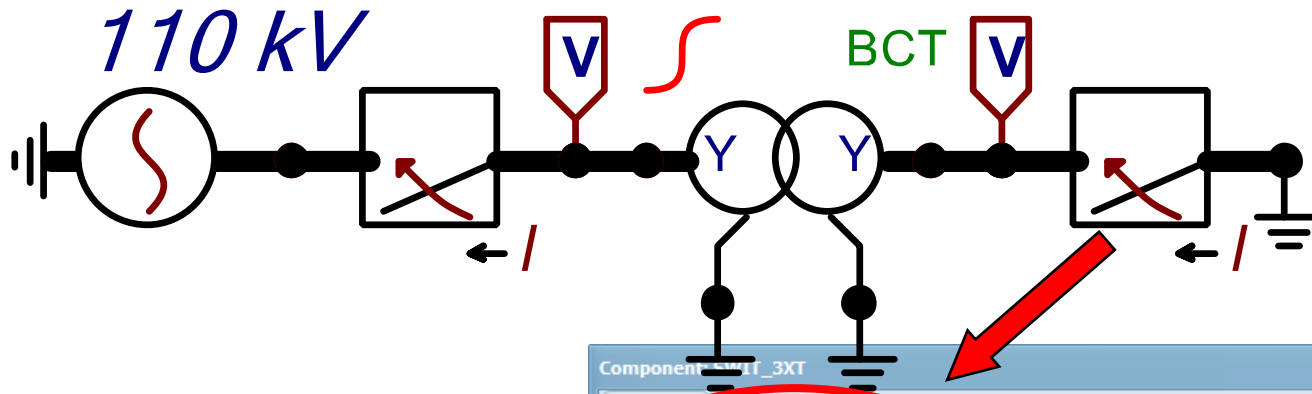 110 kV
V
BCT
V
Y Y
I
I
Component: SWIT_3XT